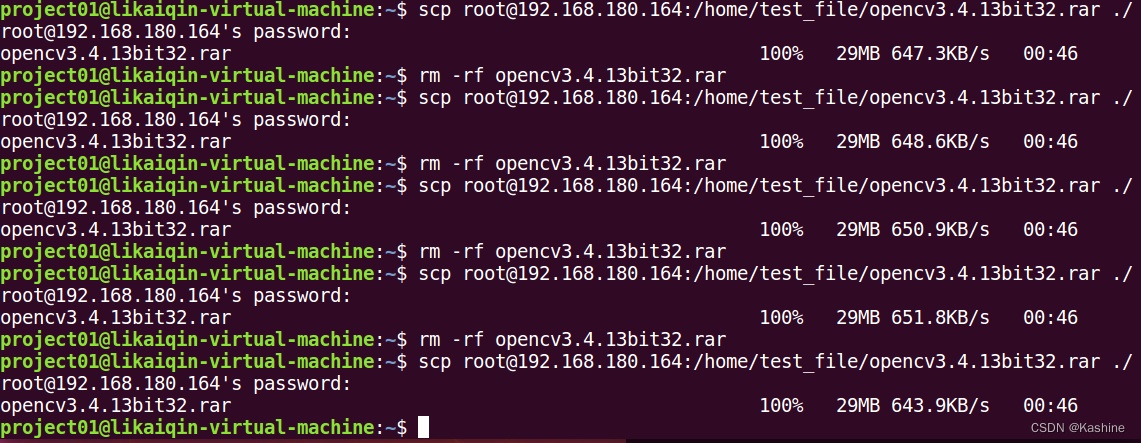 project01@likaiqin-virtual-machine:~$ scp root@192.168.180.164:/home/test_file/opencv3.4.13bit32.rar ./
root@192.168.180.164's password:
opencv3.4.13bit32.rar 100% 29MB 647.3KB/s 00:46
project01@likaiqin-virtual-machine:~$ rm -rf opencv3.4.13bit32.rar
project01@likaiqin-virtual-machine:~$ scp root@192.168.180.164:/home/test_file/opencv3.4.13bit32.rar ./
root@192.168.180.164's password:
opencv3.4.13bit32.rar 100% 29MB 648.6KB/s 00:46
project01@likaiqin-virtual-machine:~$ rm -rf opencv3.4.13bit32.rar
project01@likaiqin-virtual-machine:~$ scp root@192.168.180.164:/home/test_file/opencv3.4.13bit32.rar ./
root@192.168.180.164's password:
opencv3.4.13bit32.rar 100% 29MB 650.9KB/s 00:46
project01@likaiqin-virtual-machine:~$ rm -rf opencv3.4.13bit32.rar
project01@likaiqin-virtual-machine:~$ scp root@192.168.180.164:/home/test_file/opencv3.4.13bit32.rar ./
root@192.168.180.164's password:
opencv3.4.13bit32.rar 100% 29MB 651.8KB/s 00:46
project01@likaiqin-virtual-machine:~$ rm -rf opencv3.4.13bit32.rar
project01@likaiqin-virtual-machine:~$ scp root@192.168.180.164:/home/test_file/opencv3.4.13bit32.rar ./
root@192.168.180.164's password:
opencv3.4.13bit32.rar 100% 29MB 643.9KB/s 00:46
project01@likaiqin-virtual-machine:~$
CSDN @Kashine